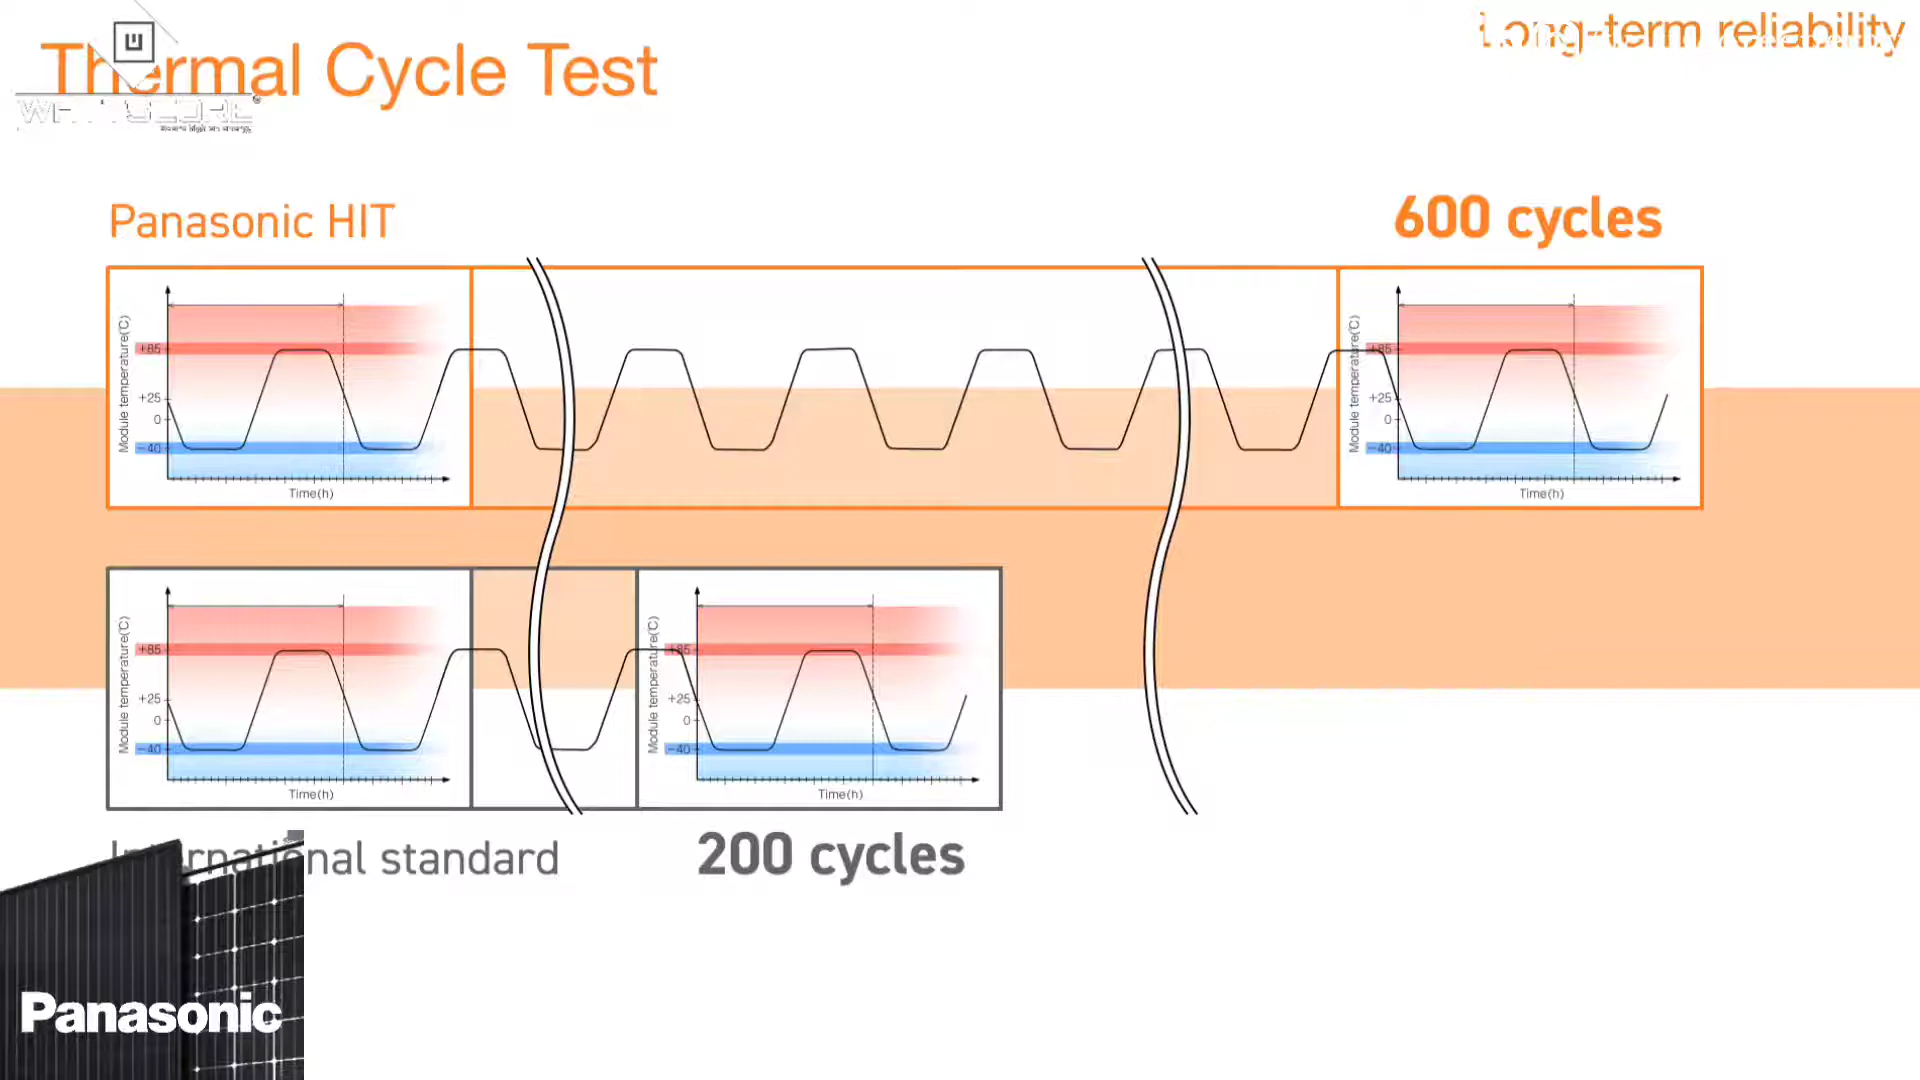 Thermal Cycle Test
Long-term reliability
Panasonic HIT
600 cycles
Module temperature(℃)
+85
+25
0
−40
Time(h)
Module temperature(℃)
+85
+25
0
−40
Time(h)
Module temperature(℃)
+85
+25
0
−40
Time(h)
Module temperature(℃)
+85
+25
0
−40
Time(h)
International standard
200 cycles
Panasonic